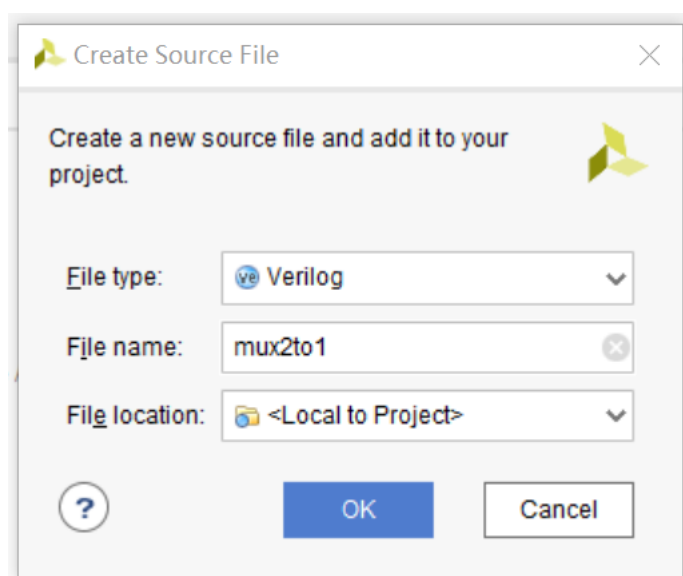 Create Source File
Create a new source file and add it to your
project.
File type:
ve Verilog
File name:
mux2to1
File location:
<Local to Project>
?
OK
Cancel